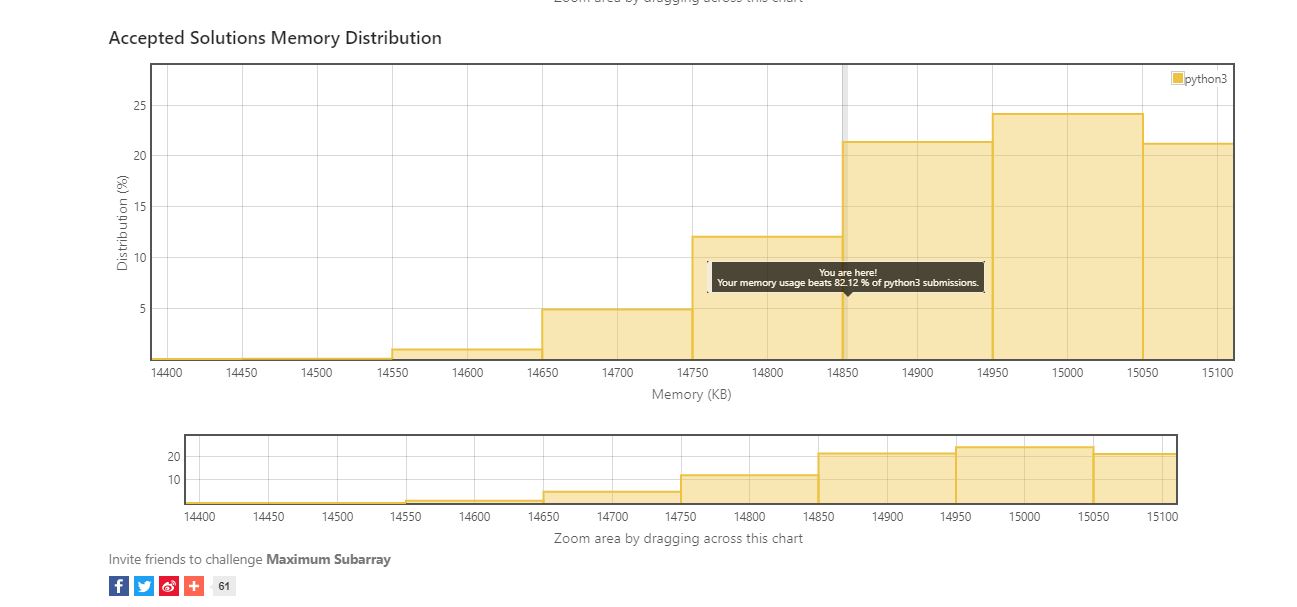 Zoom area by dragging across this chart
Accepted Solutions Memory Distribution
python3
25
20
15
10
5
Distribution (%)
You are here!
Your memory usage beats 82.12 % of python3 submissions.
14400 14450 14500 14550 14600 14650 14700 14750 14800 14850 14900 14950 15000 15050 15100
Memory (KB)
20
10
14400 14450 14500 14550 14600 14650 14700 14750 14800 14850 14900 14950 15000 15050 15100
Zoom area by dragging across this chart
Invite friends to challenge Maximum Subarray
61